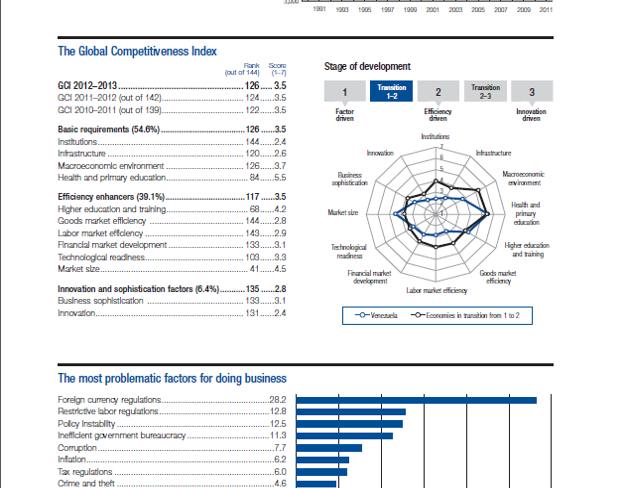 5,000
1991 1993 1995 1997 1999 2001 2003 2005 2007 2009 2011
The Global Competitiveness Index
Rank Score
(out of 144) (1–7)
GCI 2012–2013 126 3.5
GCI 2011–2012 (out of 142) 124 3.5
GCI 2010–2011 (out of 139) 122 3.5
Basic requirements (54.6%) 126 3.5
Institutions 144 2.4
Infrastructure 120 2.6
Macroeconomic environment 126 3.7
Health and primary education 84 5.5
Efficiency enhancers (39.1%) 117 3.5
Higher education and training 68 4.2
Goods market efficiency 144 2.8
Labor market efficiency 143 2.9
Financial market development 133 3.1
Technological readiness 103 3.3
Market size 41 4.5
Innovation and sophistication factors (6.4%) 135 2.8
Business sophistication 133 3.1
Innovation 131 2.4
Stage of development
1
Transition
1–2
2
Transition
2–3
3
Factor
driven
Efficiency
driven
Innovation
driven
Institutions
Infrastructure
Macroeconomic
environment
Health and
primary
education
Higher education
and training
Goods market
efficiency
Labor market efficiency
Financial market
development
Technological
readiness
Market size
Business
sophistication
Innovation
7
6
5
4
3
2
1
Venezuela Economies in transition from 1 to 2
The most problematic factors for doing business
Foreign currency regulations 28.2
Restrictive labor regulations 12.8
Policy instability 12.5
Inefficient government bureaucracy 11.3
Corruption 7.7
Inflation 6.2
Tax regulations 6.0
Crime and theft 4.6